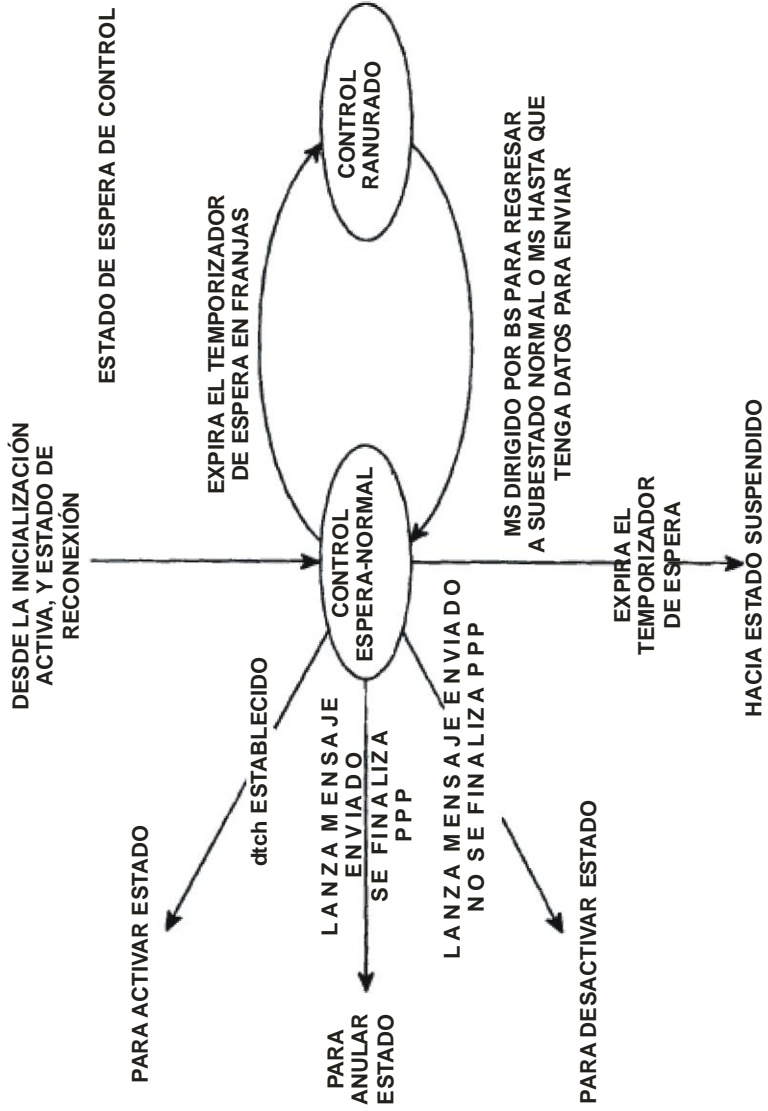 DESDE LA INICIALIZACIÓN
ACTIVA, Y ESTADO DE
RECONEXIÓN
ESTADO DE ESPERA DE CONTROL
PARA ACTIVAR ESTADO
dtch ESTABLECIDO
EXPIRA EL TEMPORIZADOR
DE ESPERA EN FRANJAS
PARA
ANULAR
ESTADO
LANZA MENSAJE
ENVIADO
SE FINALIZA
PPP
CONTROL
ESPERA-NORMAL
CONTROL
RANURADO
LANZA MENSAJE ENVIADO
NO SE FINALIZA PPP
MS DIRIGIDO POR BS PARA REGRESAR
A SUBESTADO NORMAL O MS HASTA QUE
TENGA DATOS PARA ENVIAR
PARA DESACTIVAR ESTADO
EXPIRA EL
TEMPORIZADOR
DE ESPERA
HACIA ESTADO SUSPENDIDO